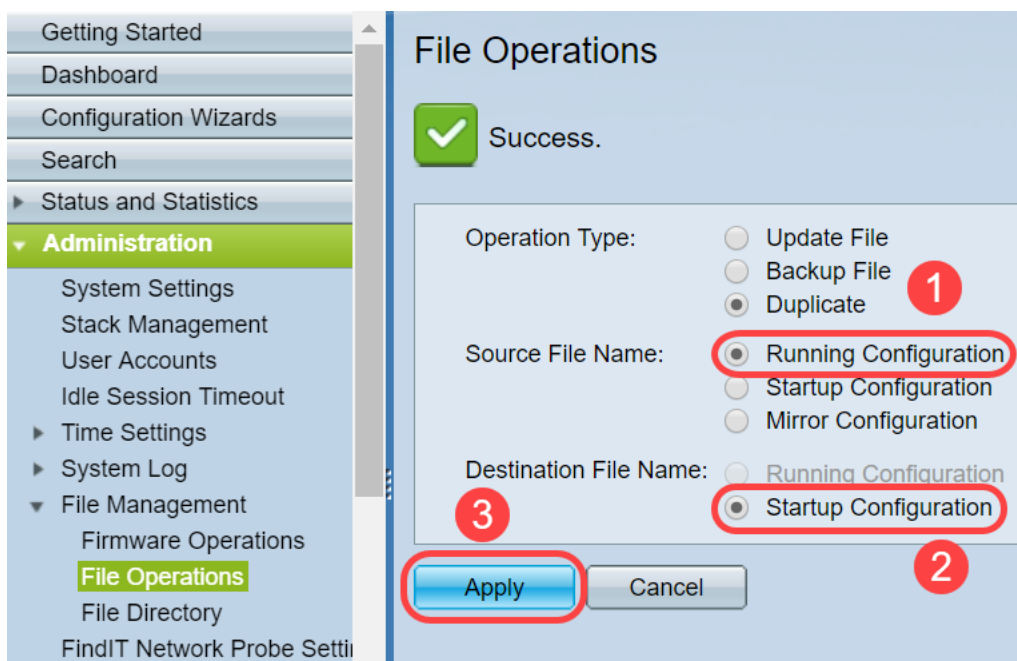 Getting Started
Dashboard
Configuration Wizards
Search
Status and Statistics
Administration
System Settings
Stack Management
User Accounts
Idle Session Timeout
Time Settings
System Log
File Management
Firmware Operations
File Operations
File Directory
FindIT Network Probe Setti
File Operations
Success.
Operation Type:
Update File
Backup File
Duplicate
1
Source File Name:
Running Configuration
Startup Configuration
Mirror Configuration
Destination File Name:
Running Configuration
Startup Configuration
2
3
Apply
Cancel